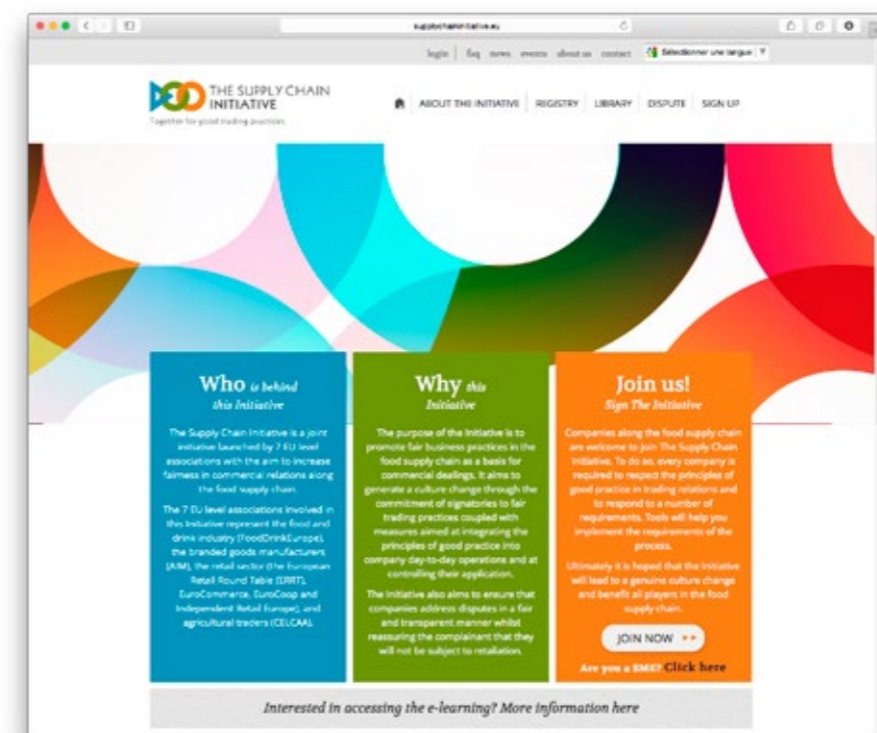 supplychaininitiative.eu
login | faq news events about us contact Sélectionner une langue ▼
THE SUPPLY CHAIN
INITIATIVE
Together for good trading practices
ABOUT THE INITIATIVE REGISTRY LIBRARY DISPUTE SIGN UP
Who is behind
this Initiative
The Supply Chain Initiative is a joint
initiative launched by 7 EU level
associations with the aim to increase
fairness in commercial relations along
the food supply chain.
The 7 EU level associations involved in
this Initiative represent the food and
drink industry (FoodDrinkEurope),
the branded goods manufacturers
(AIM), the retail sector (the European
Retail Round Table (ERRT),
EuroCommerce, EuroCoop and
Independent Retail Europe), and
agricultural traders (CELCAA).
Why this
Initiative
The purpose of the Initiative is to
promote fair business practices in the
food supply chain as a basis for
commercial dealings. It aims to
generate a culture change through the
commitment of signatories to fair
trading practices coupled with
measures aimed at integrating the
principles of good practice into
company day-to-day operations and at
controlling their application.
The Initiative also aims to ensure that
companies address disputes in a fair
and transparent manner whilst
reassuring the complainant that they
will not be subject to retaliation.
Join us!
Sign The Initiative
Companies along the food supply chain
are welcome to join The Supply Chain
Initiative. To do so, every company is
required to respect the principles of
good practice in trading relations and
to respond to a number of
requirements. Tools will help you
implement the requirements of the
process.
Ultimately it is hoped that the Initiative
will lead to a genuine culture change
and benefit all players in the food
supply chain.
JOIN NOW
Are you a SME? Click here
Interested in accessing the e-learning? More information here